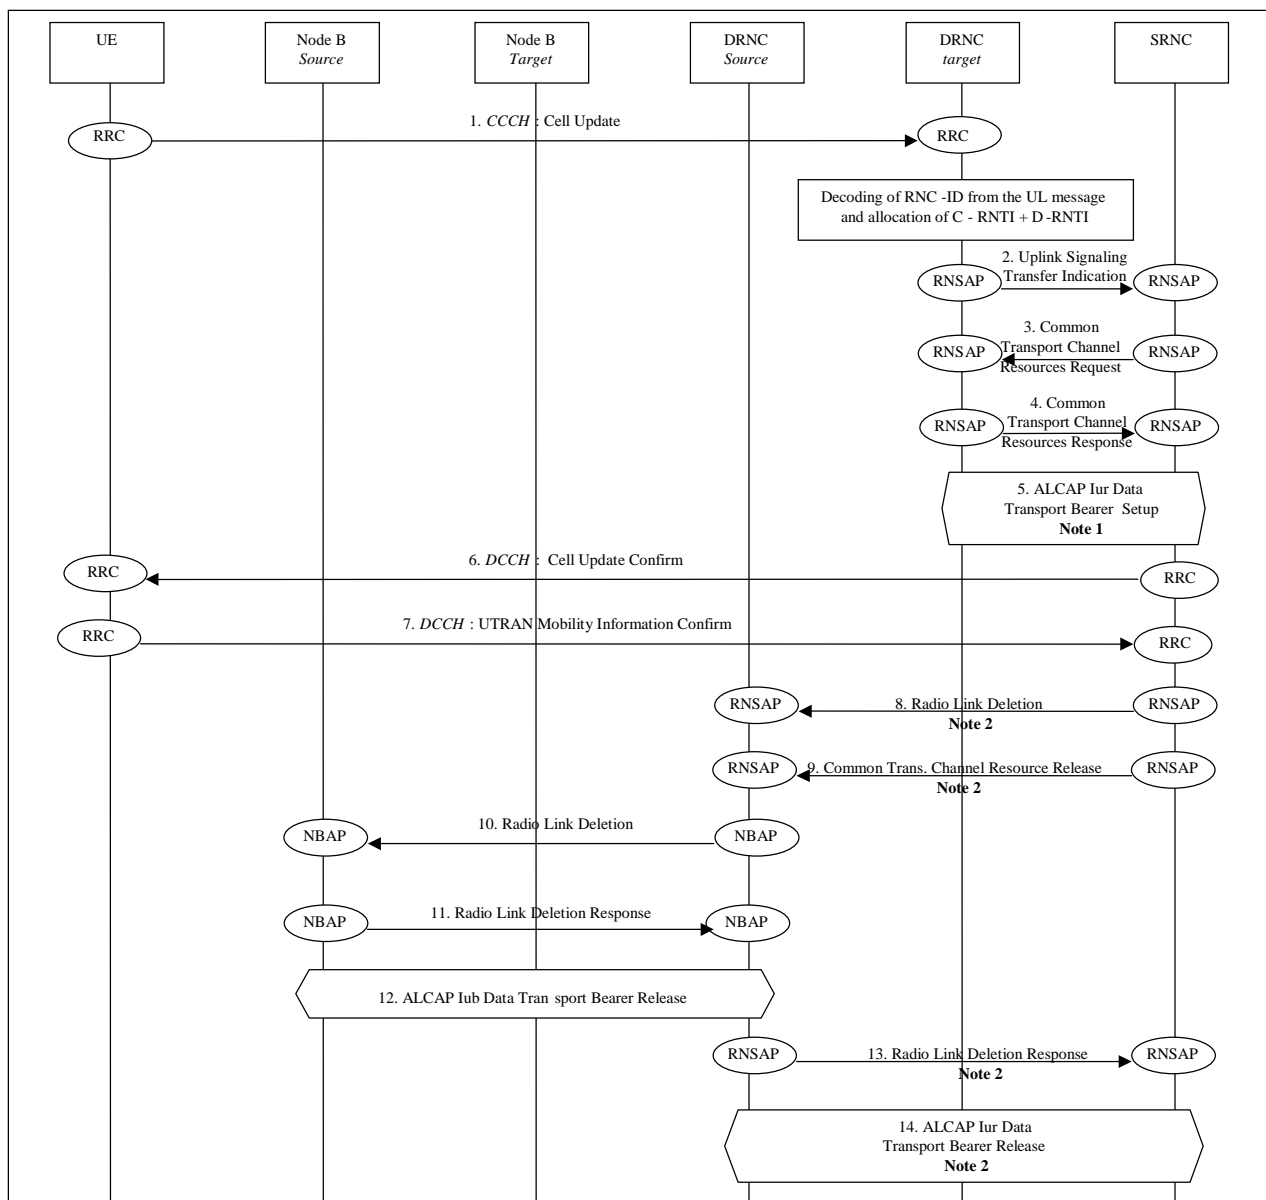 UE
Node B
Source
Node B
Target
DRNC
Source
DRNC
target
SRNC
1. CCCH : Cell Update
RRC
RRC
Decoding of RNC -ID from the UL message
and allocation of C - RNTI + D -RNTI
2. Uplink Signaling
Transfer Indication
RNSAP
RNSAP
3. Common
Transport Channel
Resources Request
RNSAP
RNSAP
4. Common
Transport Channel
Resources Response
RNSAP
RNSAP
5. ALCAP Iur Data
Transport Bearer Setup
Note 1
6. DCCH : Cell Update Confirm
RRC
RRC
7. DCCH : UTRAN Mobility Information Confirm
RRC
RRC
RNSAP
8. Radio Link Deletion
Note 2
RNSAP
RNSAP
9. Common Trans. Channel Resource Release
Note 2
RNSAP
NBAP
10. Radio Link Deletion
NBAP
NBAP
11. Radio Link Deletion Response
NBAP
12. ALCAP Iub Data Tran sport Bearer Release
RNSAP
13. Radio Link Deletion Response
Note 2
RNSAP
14. ALCAP Iur Data
Transport Bearer Release
Note 2